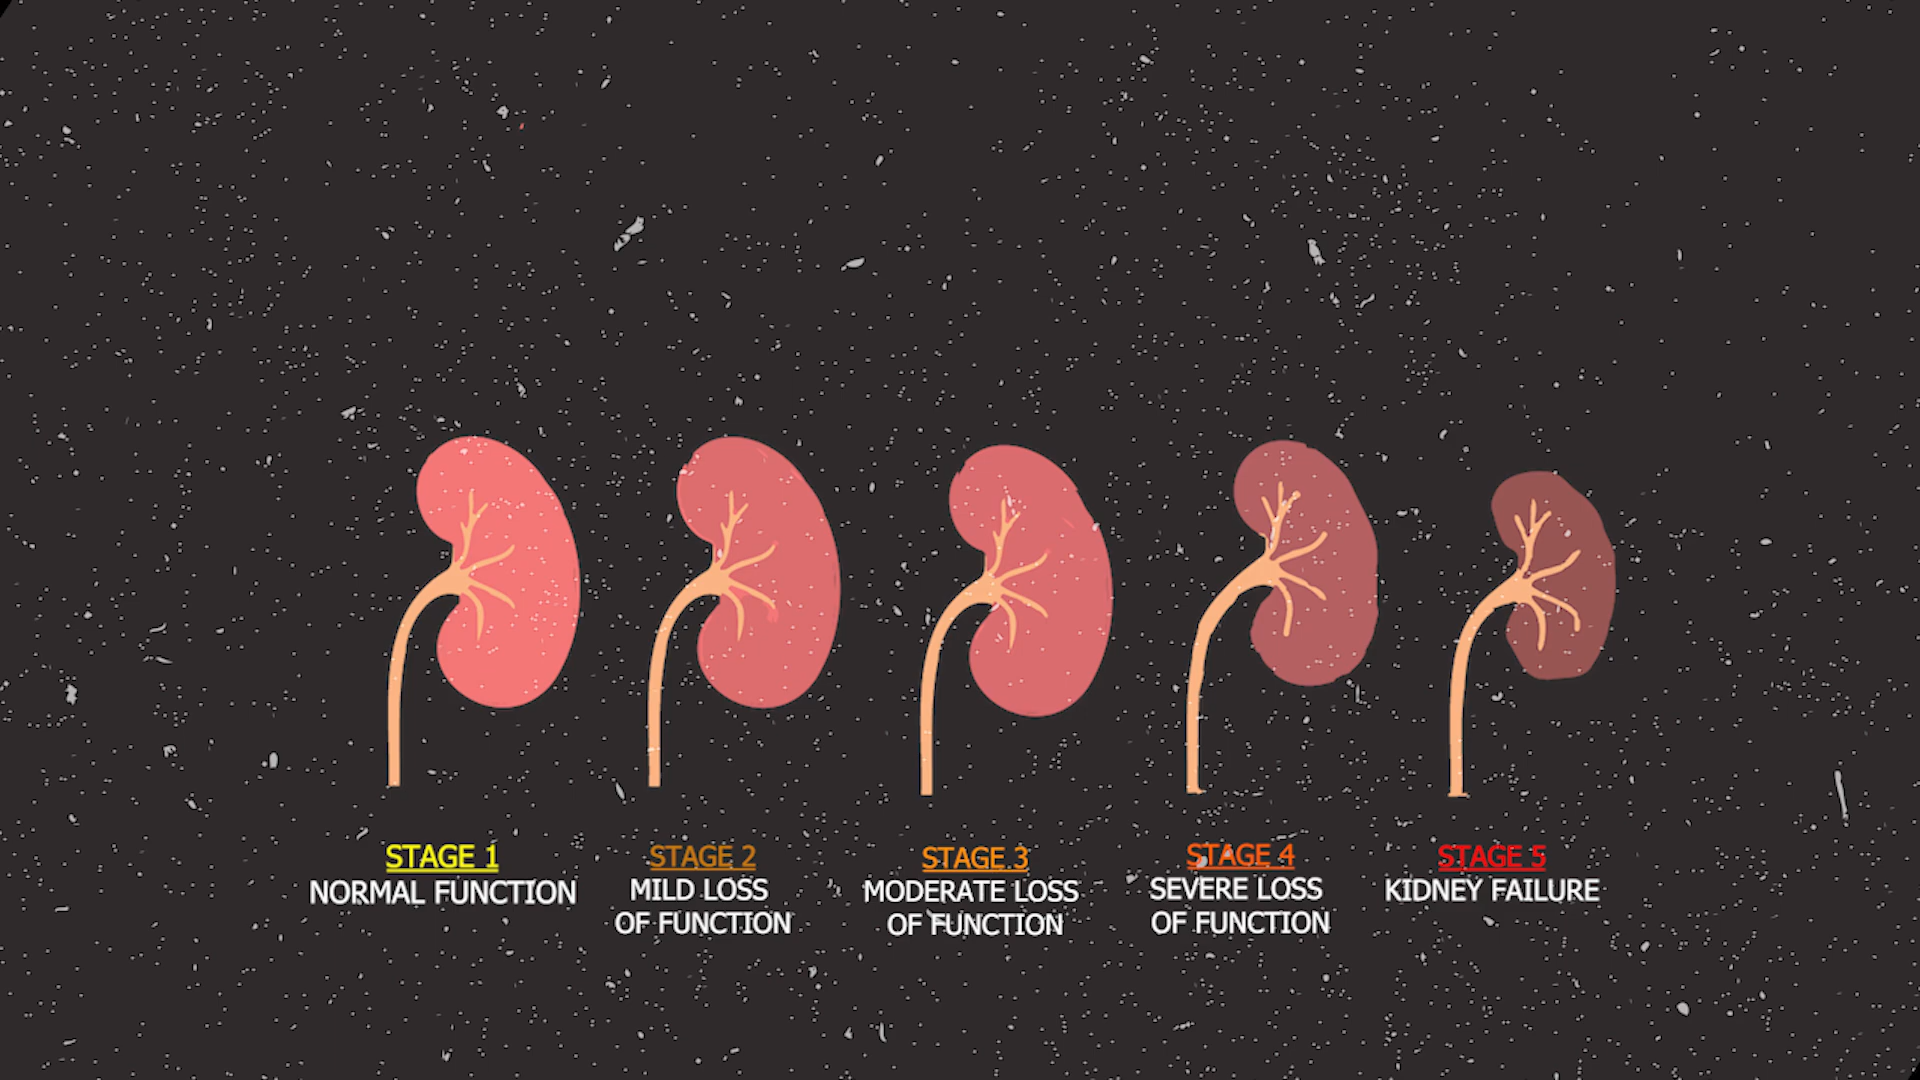 STAGE 1
NORMAL FUNCTION
STAGE 2
MILD LOSS
OF FUNCTION
STAGE 3
MODERATE LOSS
OF FUNCTION
STAGE 4
SEVERE LOSS
OF FUNCTION
STAGE 5
KIDNEY FAILURE